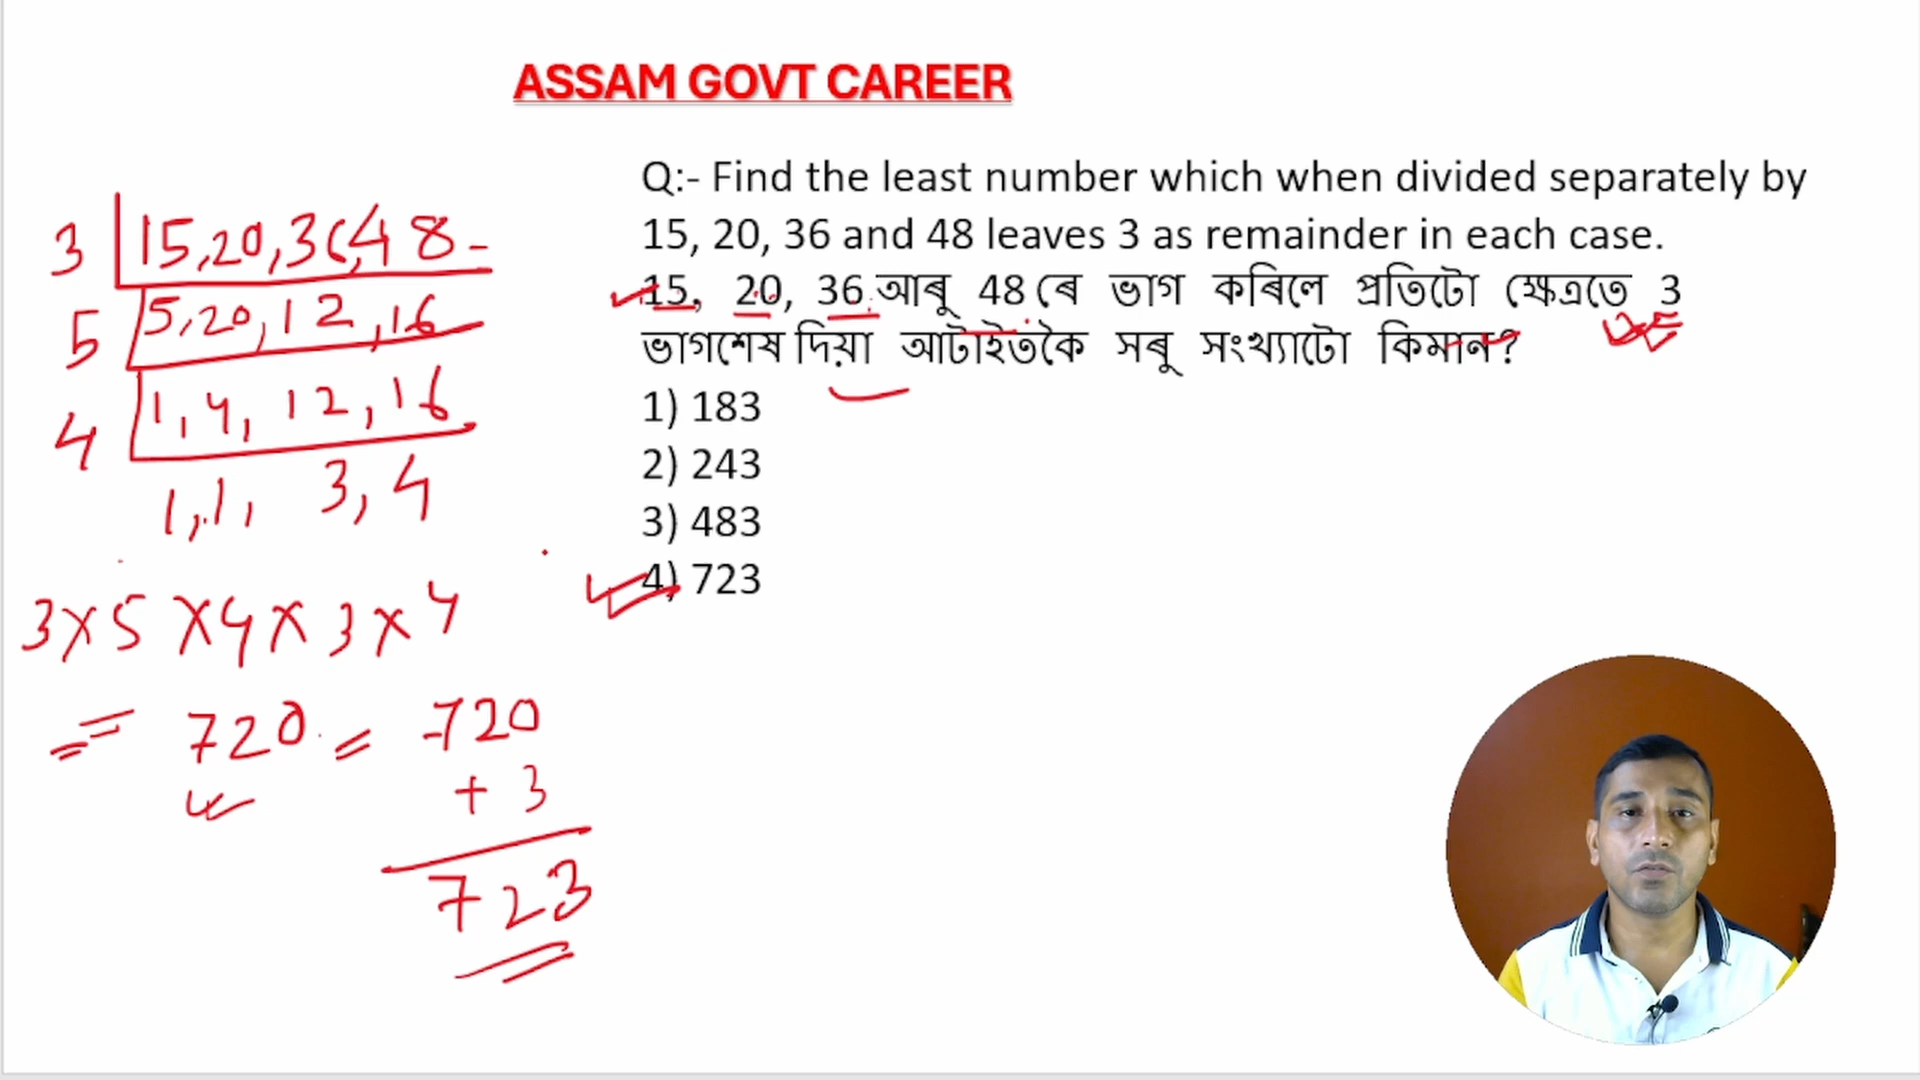 ASSAM GOVT CAREER
Q:- Find the least number which when divided separately by
15, 20, 36 and 48 leaves 3 as remainder in each case.
15, 20, 36 আৰু 48 ৰে ভাগ কৰিলে প্ৰতিটো ক্ষেত্ৰতে 3
ভাগশেষ দিয়া আটাইতকৈ সৰু সংখ্যাটো কিমান?
1) 183
2) 243
3) 483
4) 723
3 15,20,36,48
5 5,20,12,16
4 1,4,12,16
1,1, 3,4
3×5×4×3×4
= 720 = 720
+ 3
723